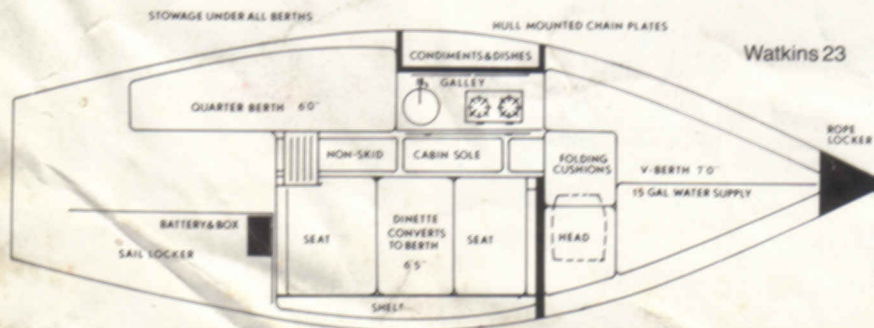 STOWAGE UNDER ALL BERTHS
HULL MOUNTED CHAIN PLATES
Watkins 23
CONDIMENTS & DISHES
GALLEY
QUARTER BERTH 6'0"
ROPE
LOCKER
NON-SKID
CABIN SOLE
FOLDING
CUSHIONS
V-BERTH 7'0"
15 GAL WATER SUPPLY
BATTERY & BOX
SAIL LOCKER
SEAT
DINETTE
CONVERTS
TO BERTH
6'5"
SEAT
HEAD
SHELF